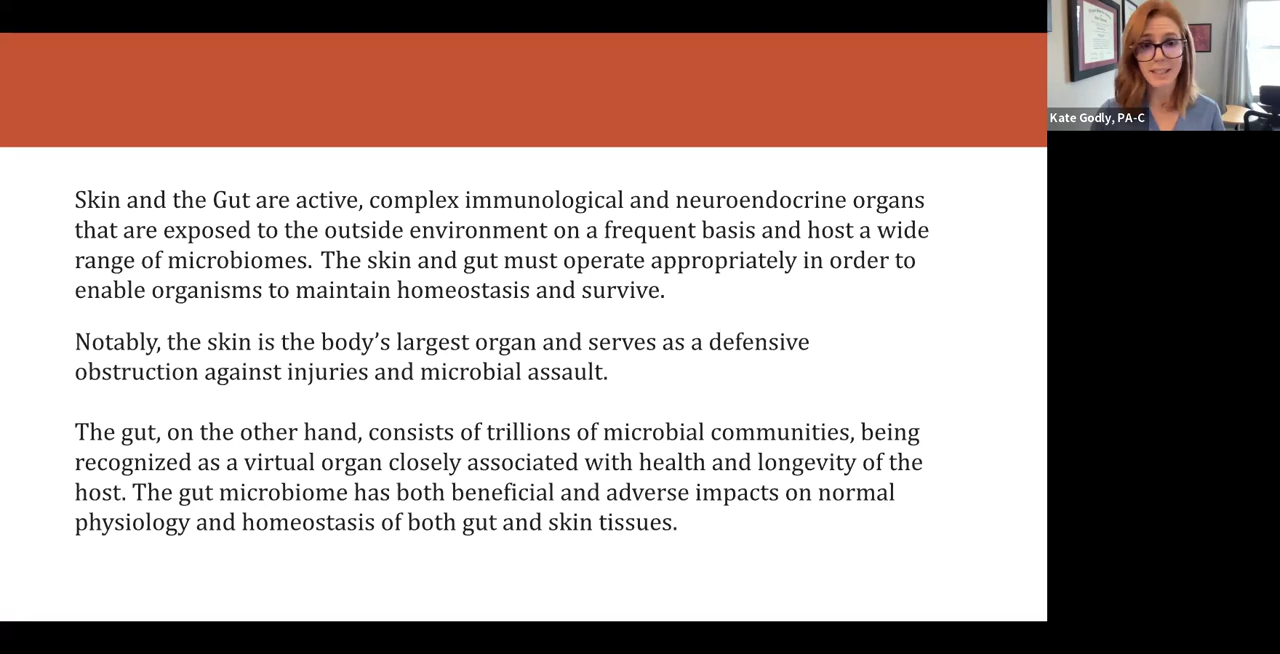 Skin and the Gut are active, complex immunological and neuroendocrine organs
that are exposed to the outside environment on a frequent basis and host a wide
range of microbiomes.  The skin and gut must operate appropriately in order to
enable organisms to maintain homeostasis and survive.
Notably, the skin is the body’s largest organ and serves as a defensive
obstruction against injuries and microbial assault.
The gut, on the other hand, consists of trillions of microbial communities, being
recognized as a virtual organ closely associated with health and longevity of the
host. The gut microbiome has both beneficial and adverse impacts on normal
physiology and homeostasis of both gut and skin tissues.
Kate Godly, PA-C